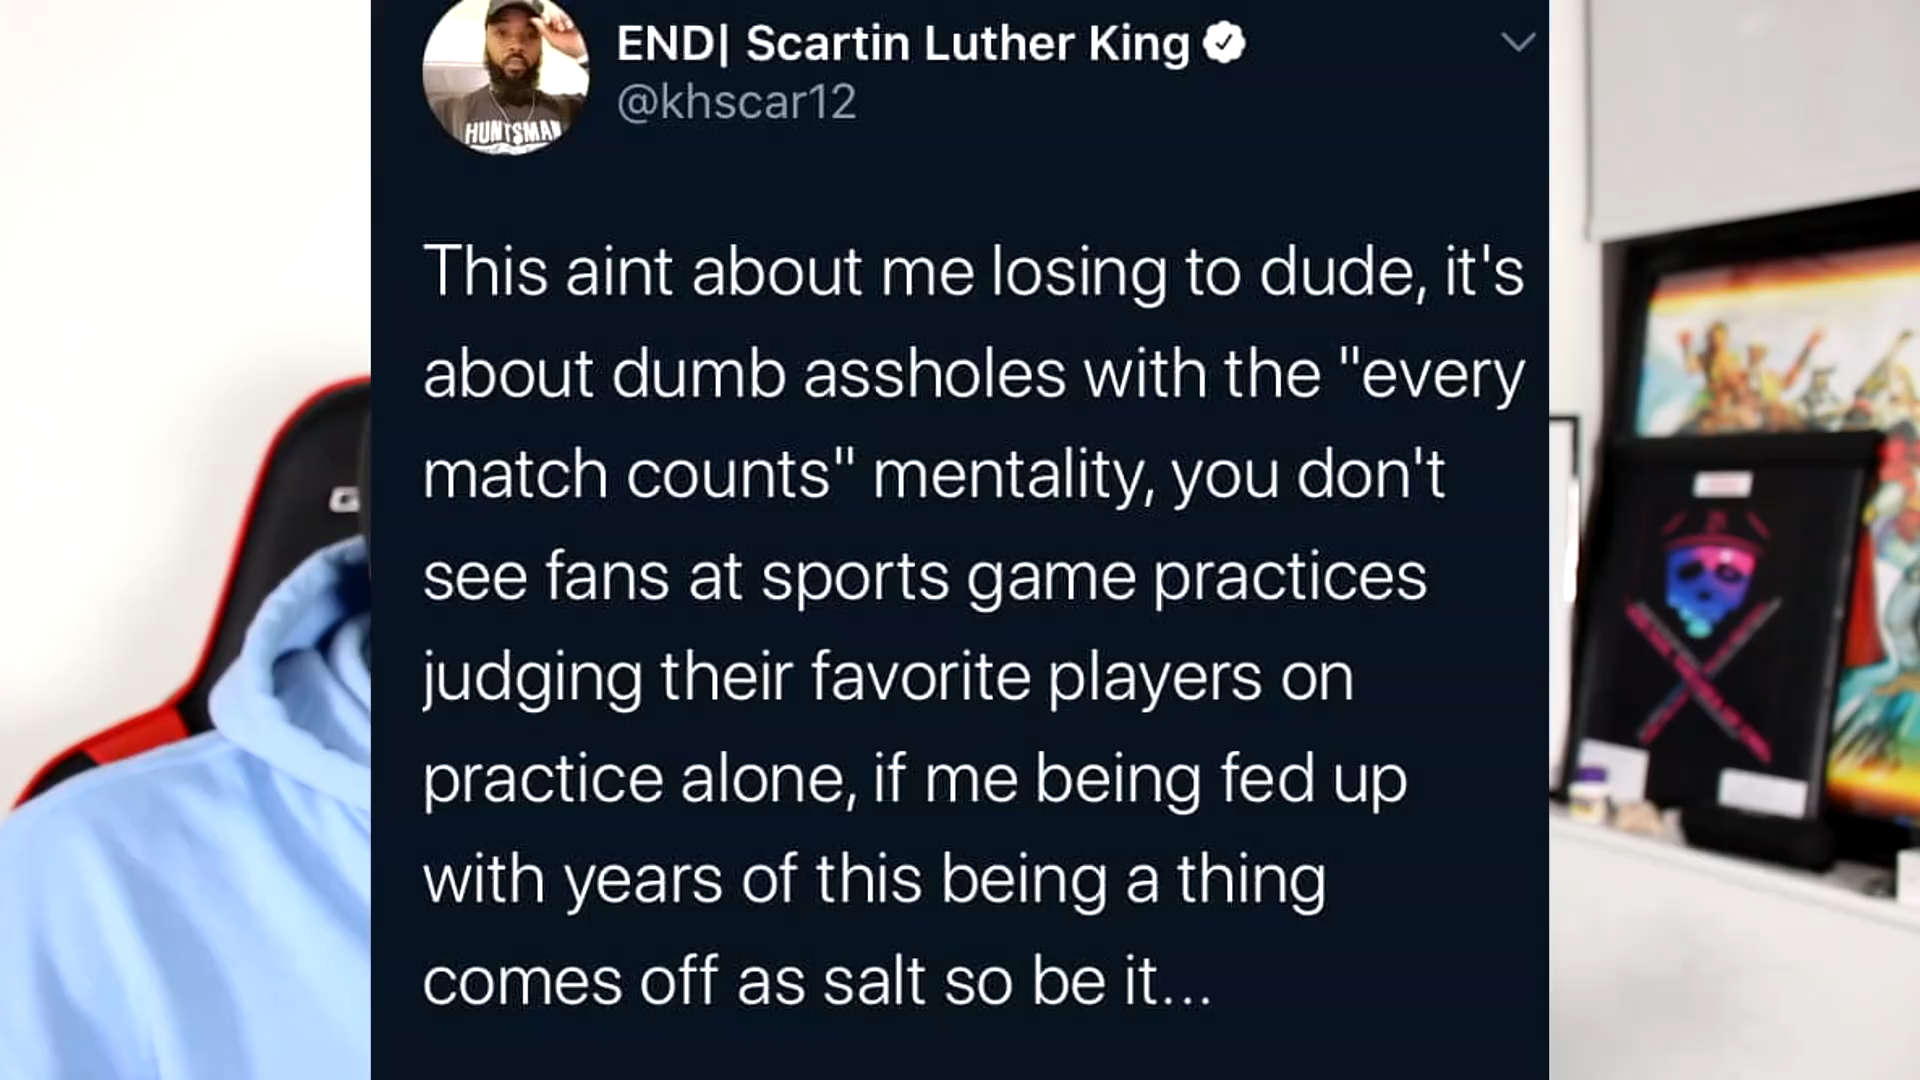 END| Scartin Luther King
@khscar12
HUNTSMAN
This aint about me losing to dude, it's
about dumb assholes with the "every
match counts" mentality, you don't
see fans at sports game practices
judging their favorite players on
practice alone, if me being fed up
with years of this being a thing
comes off as salt so be it...